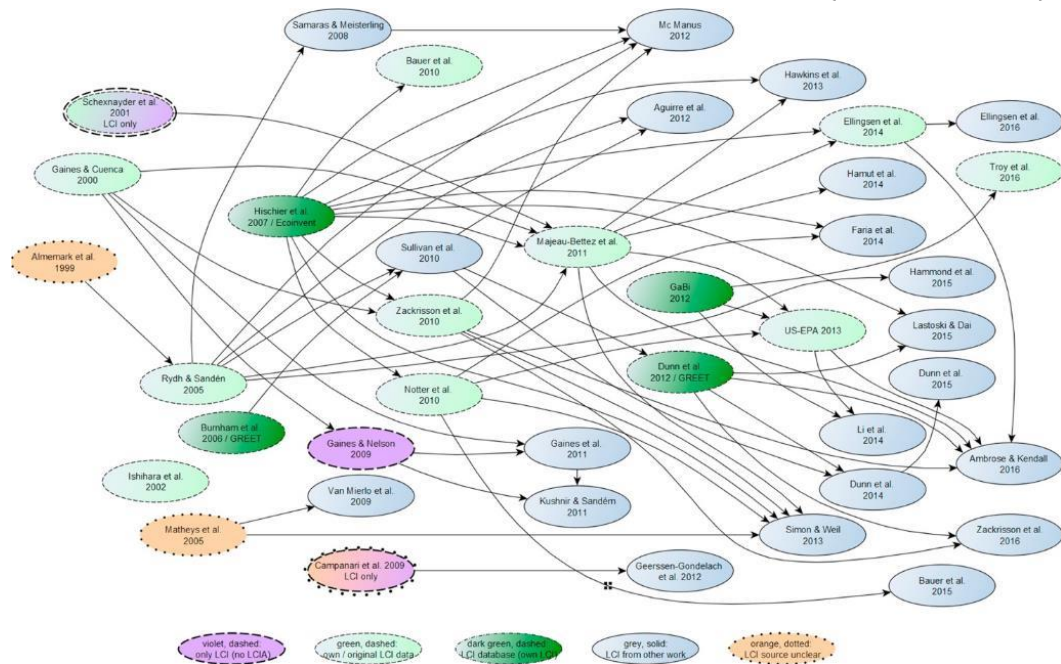 Samaras & Meisterling
2008
Mc Manus
2012
Bauer et al.
2010
Hawkins et al.
2013
Schexnayder et al.
2001
LCI only
Aguirre et al.
2012
Ellingsen et al.
2014
Ellingsen et al.
2016
Gaines & Cuenca
2000
Hamut et al.
2014
Troy et al.
2016
Hischier et al.
2007 / Ecoinvent
Almemark et al.
1999
Sullivan et al.
2010
Majeau-Bettez et al.
2011
Faria et al.
2014
GaBi
2012
Hammond et al.
2015
Zackrisson et al.
2010
US-EPA 2013
Lastoski & Dai
2015
Rydh & Sandén
2005
Notter et al.
2010
Dunn et al.
2012 / GREET
Dunn et al.
2015
Burnham et al.
2006 / GREET
Gaines & Nelson
2009
Gaines et al.
2011
Li et al.
2014
Ambrose & Kendall
2016
Ishihara et al.
2002
Van Mierlo et al.
2009
Kushnir & Sandém
2011
Dunn et al.
2014
Matheys et al.
2005
Simon & Weil
2013
Zackrisson et al.
2016
Campanari et al. 2009
LCI only
Geerssen-Gondelach
et al. 2012
Bauer et al.
2015
violet, dashed:
only LCI (no LCIA)
green, dashed:
own / original LCI data
dark green, dashed
LCI database (own LCI)
grey, solid:
LCI from other work
orange, dotted:
LCI source unclear